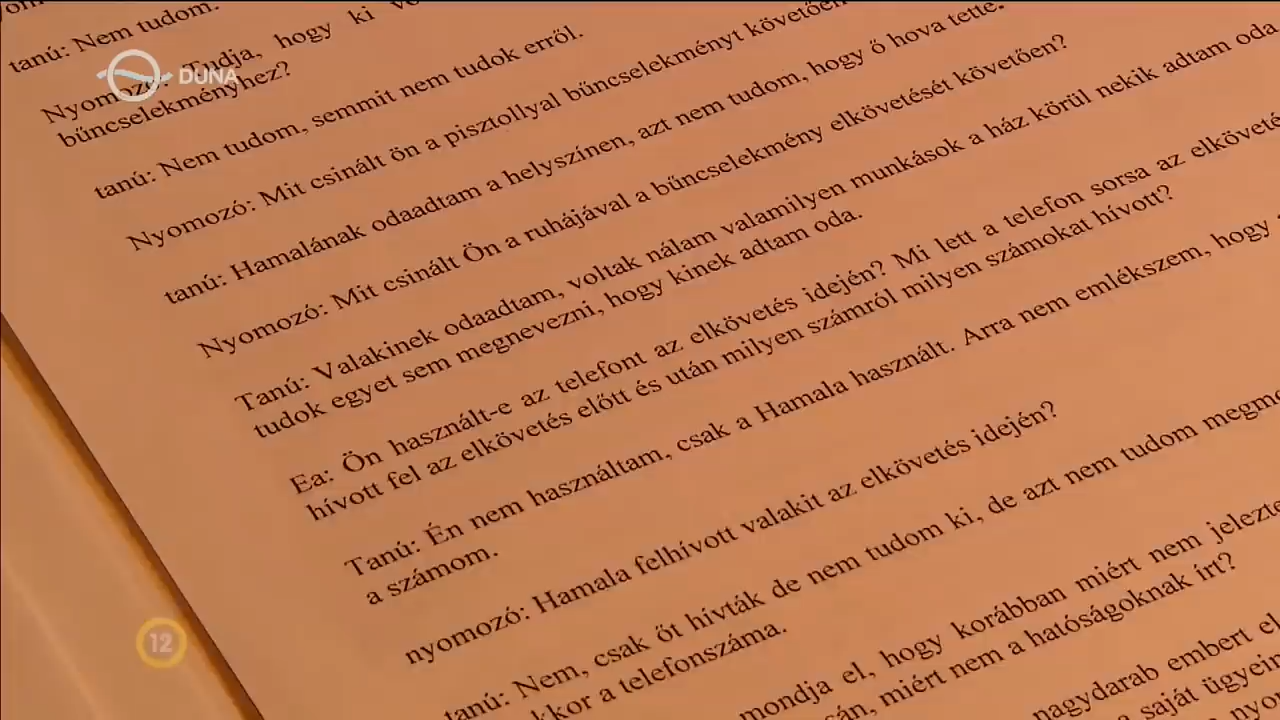 tanú: Nem tudom.
Nyomozó: Tudja, hogy ki
bűncselekményhez?
tanú: Nem tudom, semmit nem tudok erről.
Nyomozó: Mit csinált ön a pisztollyal bűncselekményt követően
tanú: Hamalának odaadtam a helyszínen, azt nem tudom, hogy ő hova tette.
Nyomozó: Mit csinált Ön a ruhájával a bűncselekmény elkövetését követően?
Tanú: Valakinek odaadtam, voltak nálam valamilyen munkások a ház körül nekik adtam oda
tudok egyet sem megnevezni, hogy kinek adtam oda.
Ea: Ön használt-e az telefont az elkövetés idején? Mi lett a telefon sorsa az elköveté
hívott fel az elkövetés előtt és után milyen számról milyen számokat hívott?
Tanú: Én nem használtam, csak a Hamala használt. Arra nem emlékszem, hogy
a számom.
nyomozó: Hamala felhívott valakit az elkövetés idején?
tanú: Nem, csak őt hívták de nem tudom ki, de azt nem tudom megm
kkor a telefonszáma.
mondja el, hogy korábban miért nem jelezte
sán, miért nem a hatóságoknak írt?
nagydarab embert el
a saját ügyein
nyo
DUNA
12